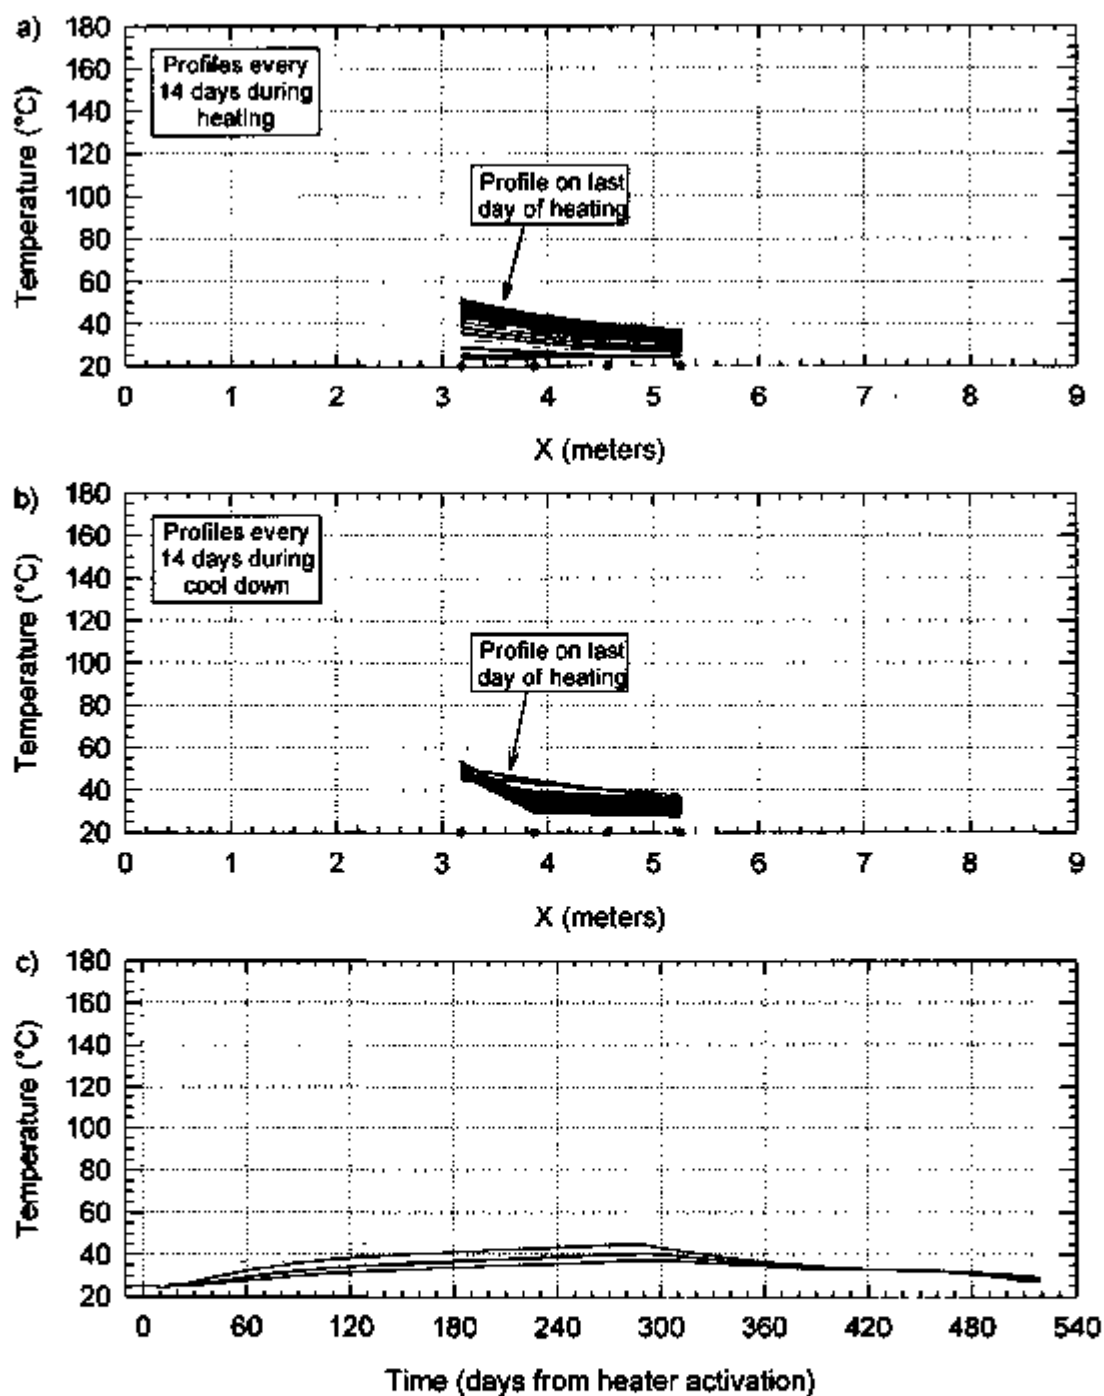 a)
180
160
140
120
100
80
60
40
20
Temperature (°C)
Profiles every
14 days during
heating
Profile on last
day of heating
0 1 2 3 4 5 6 7 8 9
X (meters)
b)
180
160
140
120
100
80
60
40
20
Temperature (°C)
Profiles every
14 days during
cool down
Profile on last
day of heating
0 1 2 3 4 5 6 7 8 9
X (meters)
c)
180
160
140
120
100
80
60
40
20
Temperature (°C)
0 60 120 180 240 300 360 420 480 540
Time (days from heater activation)